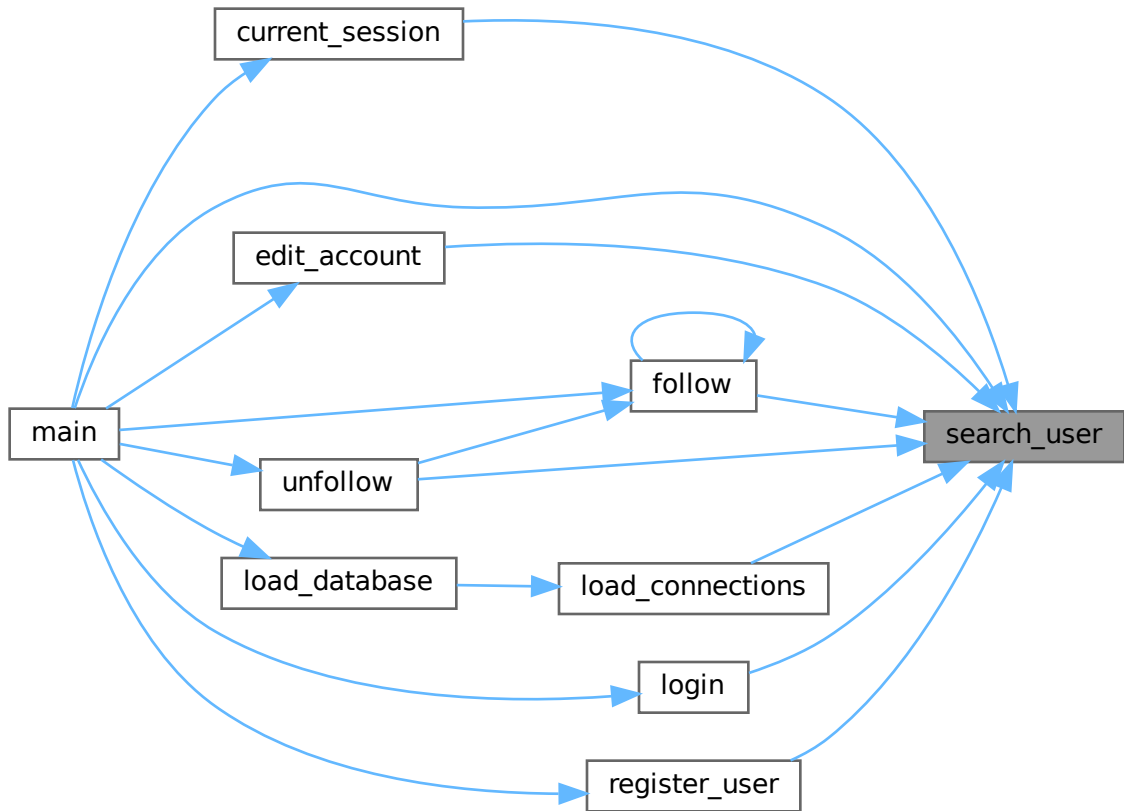 current_session
edit_account
follow
main
search_user
unfollow
load_database
load_connections
login
register_user